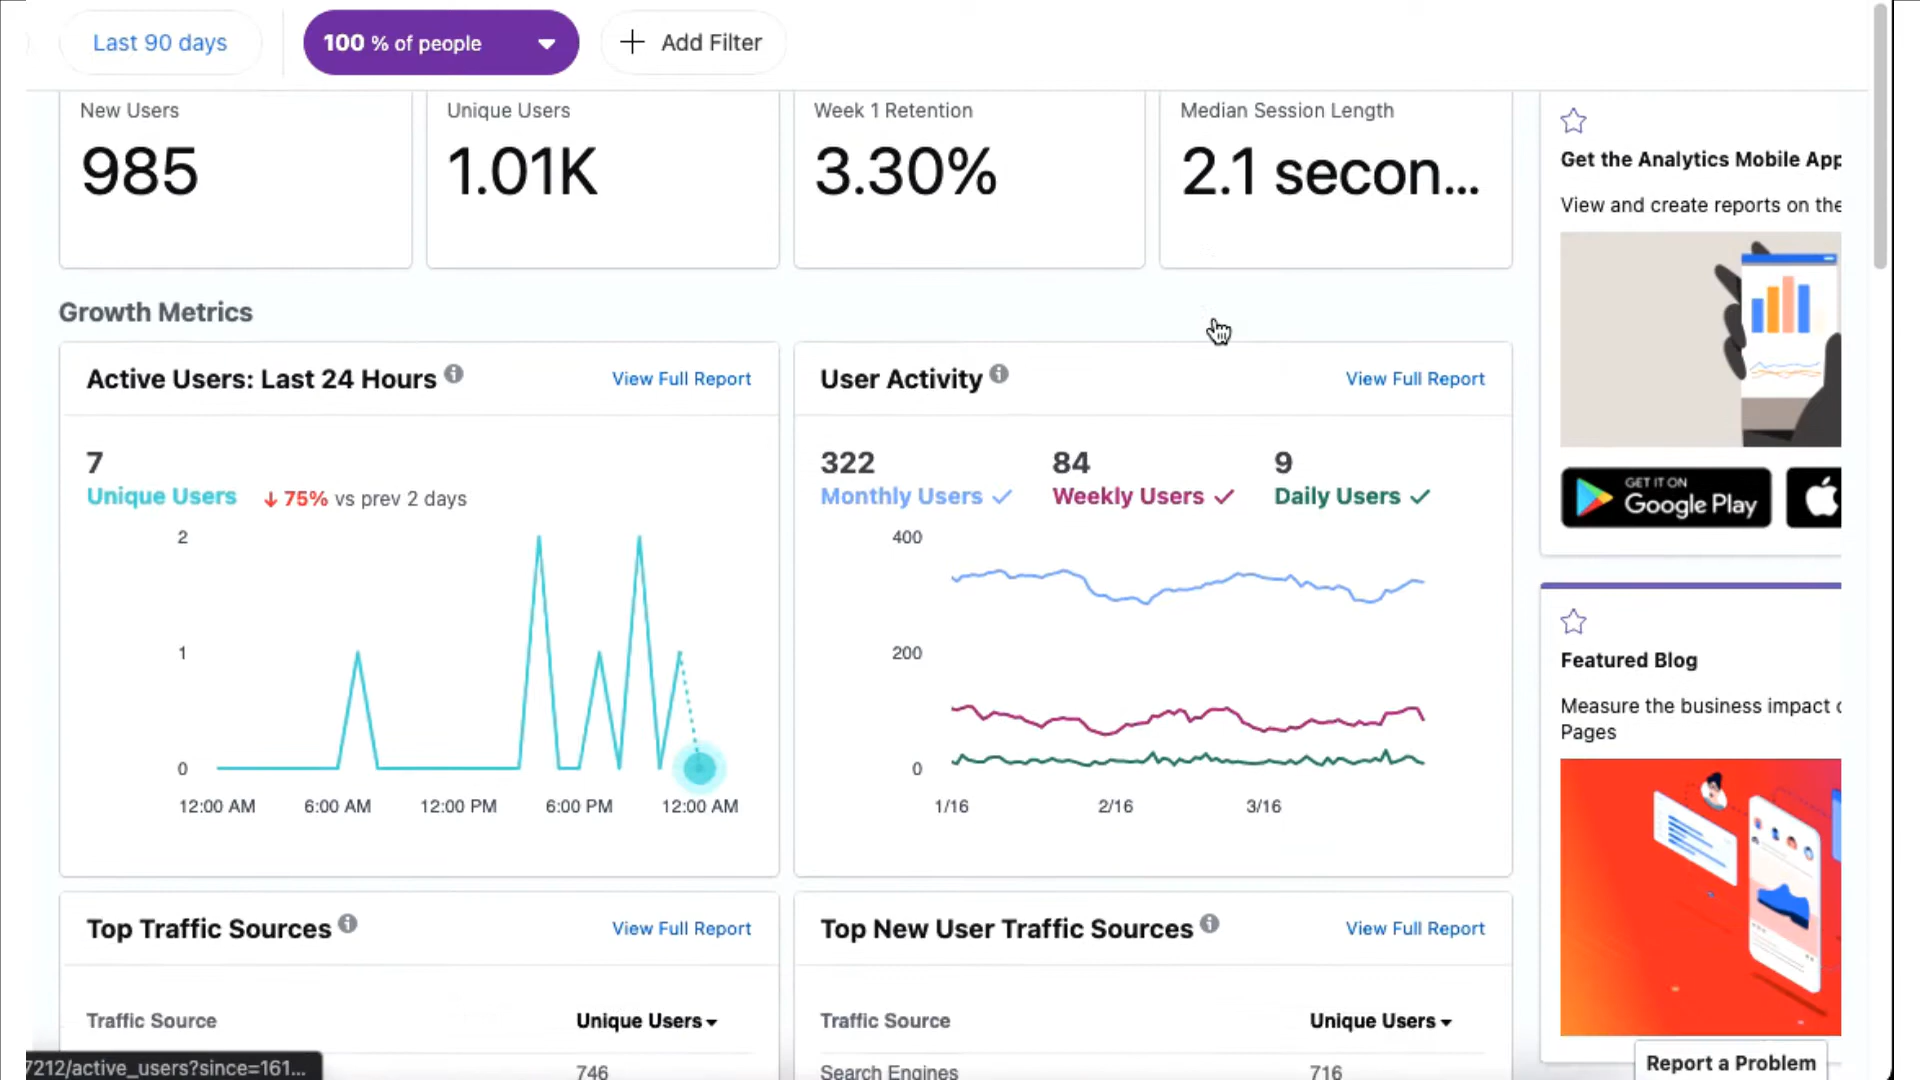 Last 90 days
100 % of people
Add Filter
New Users
985
Unique Users
1.01K
Week 1 Retention
3.30%
Median Session Length
2.1 secon...
Get the Analytics Mobile App
View and create reports on the
GET IT ON
Google Play
Growth Metrics
Active Users: Last 24 Hours
View Full Report
7
Unique Users
75% vs prev 2 days
2
1
0
12:00 AM
6:00 AM
12:00 PM
6:00 PM
12:00 AM
User Activity
View Full Report
322
Monthly Users
84
Weekly Users
9
Daily Users
400
200
0
1/16
2/16
3/16
Featured Blog
Measure the business impact
Pages
Top Traffic Sources
View Full Report
Traffic Source
Unique Users
746
Top New User Traffic Sources
View Full Report
Traffic Source
Unique Users
Search Engines
716
7212/active_users?since=161...
Report a Problem